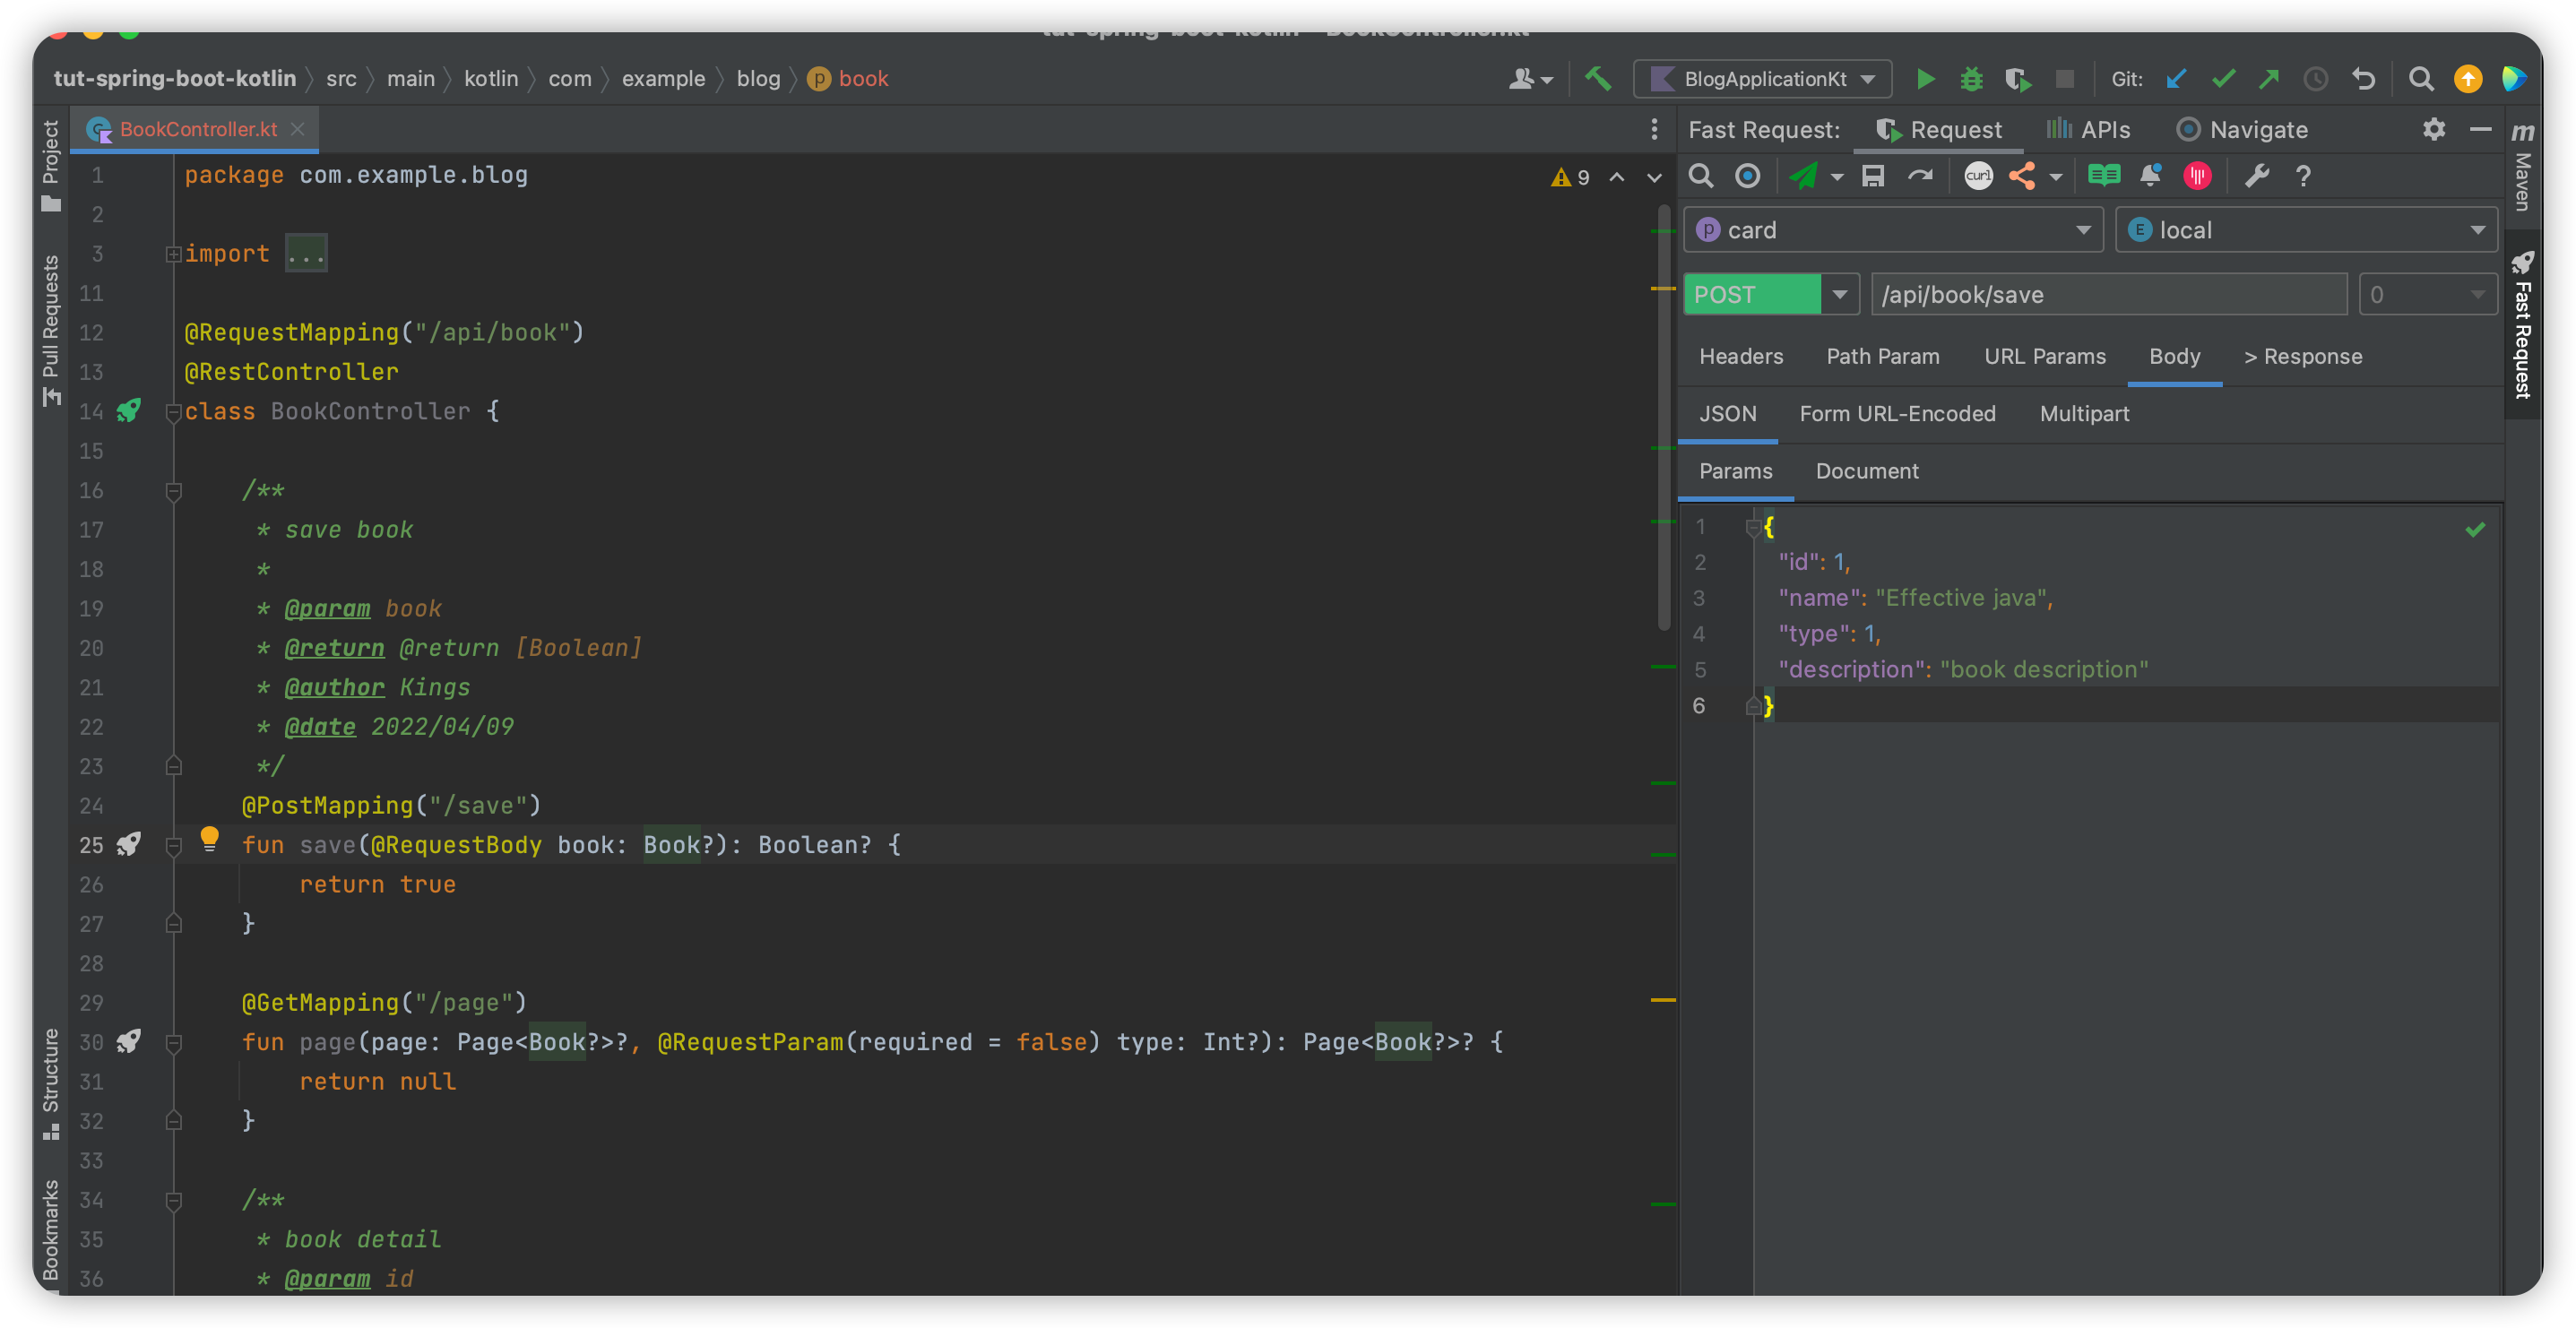 tut-spring-boot-kotlin – BookController.kt
tut-spring-boot-kotlin src main kotlin com example blog p book
BlogApplicationKt Git:
Project
Pull Requests
Structure
Bookmarks
BookController.kt
9
1 package com.example.blog
2
3 import ...
11
12 @RequestMapping("/api/book")
13 @RestController
14 class BookController {
15
16 /**
17 * save book
18 *
19 * @param book
20 * @return @return [Boolean]
21 * @author Kings
22 * @date 2022/04/09
23 */
24 @PostMapping("/save")
25 fun save(@RequestBody book: Book?): Boolean? {
26 return true
27 }
28
29 @GetMapping("/page")
30 fun page(page: Page<Book?>?, @RequestParam(required = false) type: Int?): Page<Book?>? {
31 return null
32 }
33
34 /**
35 * book detail
36 * @param id
Fast Request: Request APIs Navigate
curl
p card E local
POST /api/book/save 0
Headers Path Param URL Params Body > Response
JSON Form URL-Encoded Multipart
Params Document
1 {
2 "id": 1,
3 "name": "Effective java",
4 "type": 1,
5 "description": "book description"
6 }
m Maven
Fast Request